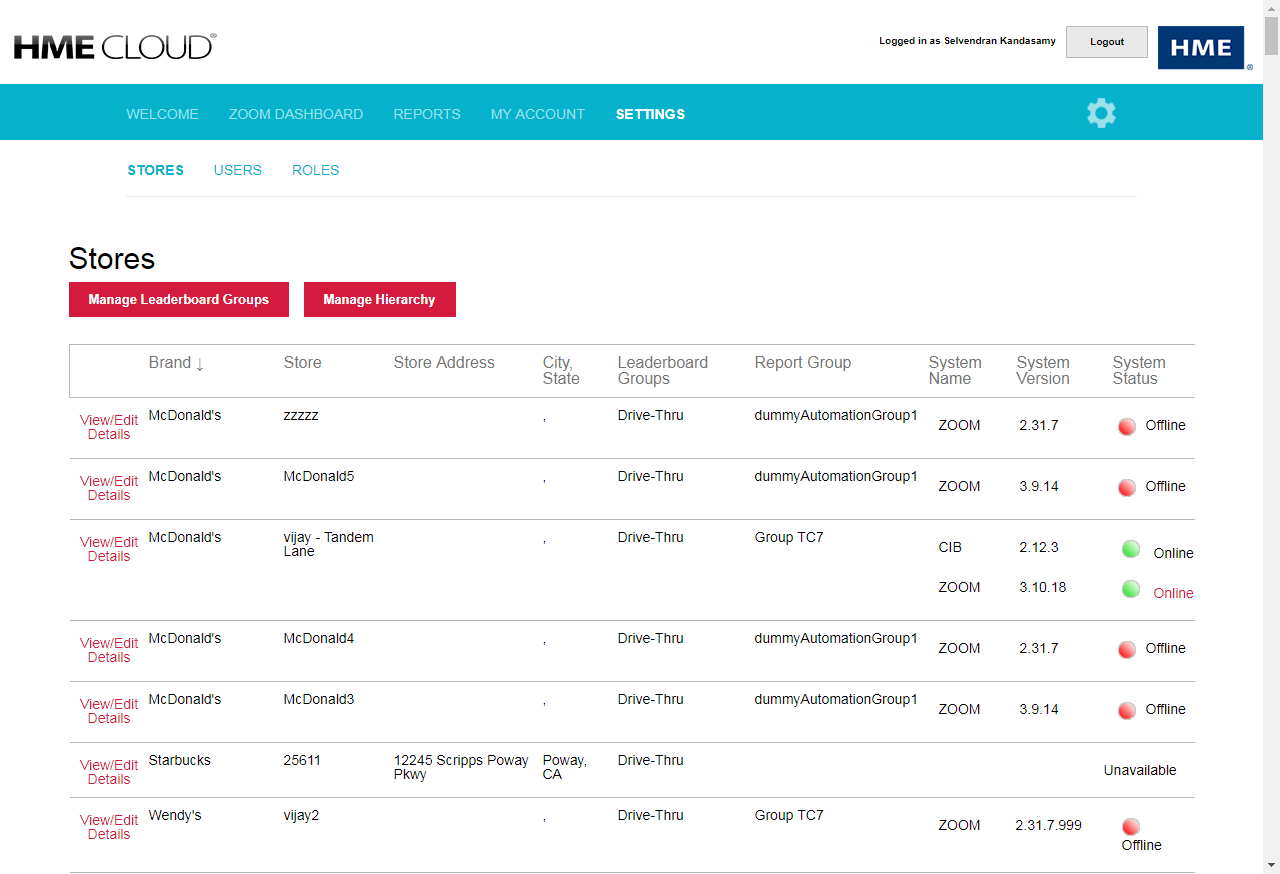 HME CLOUD®
Logged in as Selvendran Kandasamy
Logout
HME®
WELCOME ZOOM DASHBOARD REPORTS MY ACCOUNT SETTINGS
STORES USERS ROLES
Stores
Manage Leaderboard Groups Manage Hierarchy
Brand ↓ Store Store Address City, Leaderboard Report Group System System System
State Groups Name Version Status
View/Edit McDonald's zzzzz , Drive-Thru dummyAutomationGroup1
Details ZOOM 2.31.7 Offline
View/Edit McDonald's McDonald5 , Drive-Thru dummyAutomationGroup1
Details ZOOM 3.9.14 Offline
View/Edit McDonald's vijay - Tandem , Drive-Thru Group TC7
Details Lane CIB 2.12.3 Online
ZOOM 3.10.18 Online
View/Edit McDonald's McDonald4 , Drive-Thru dummyAutomationGroup1
Details ZOOM 2.31.7 Offline
View/Edit McDonald's McDonald3 , Drive-Thru dummyAutomationGroup1
Details ZOOM 3.9.14 Offline
View/Edit Starbucks 25611 12245 Scripps Poway Poway, Drive-Thru
Details Pkwy CA Unavailable
View/Edit Wendy's vijay2 , Drive-Thru Group TC7
Details ZOOM 2.31.7.999
Offline